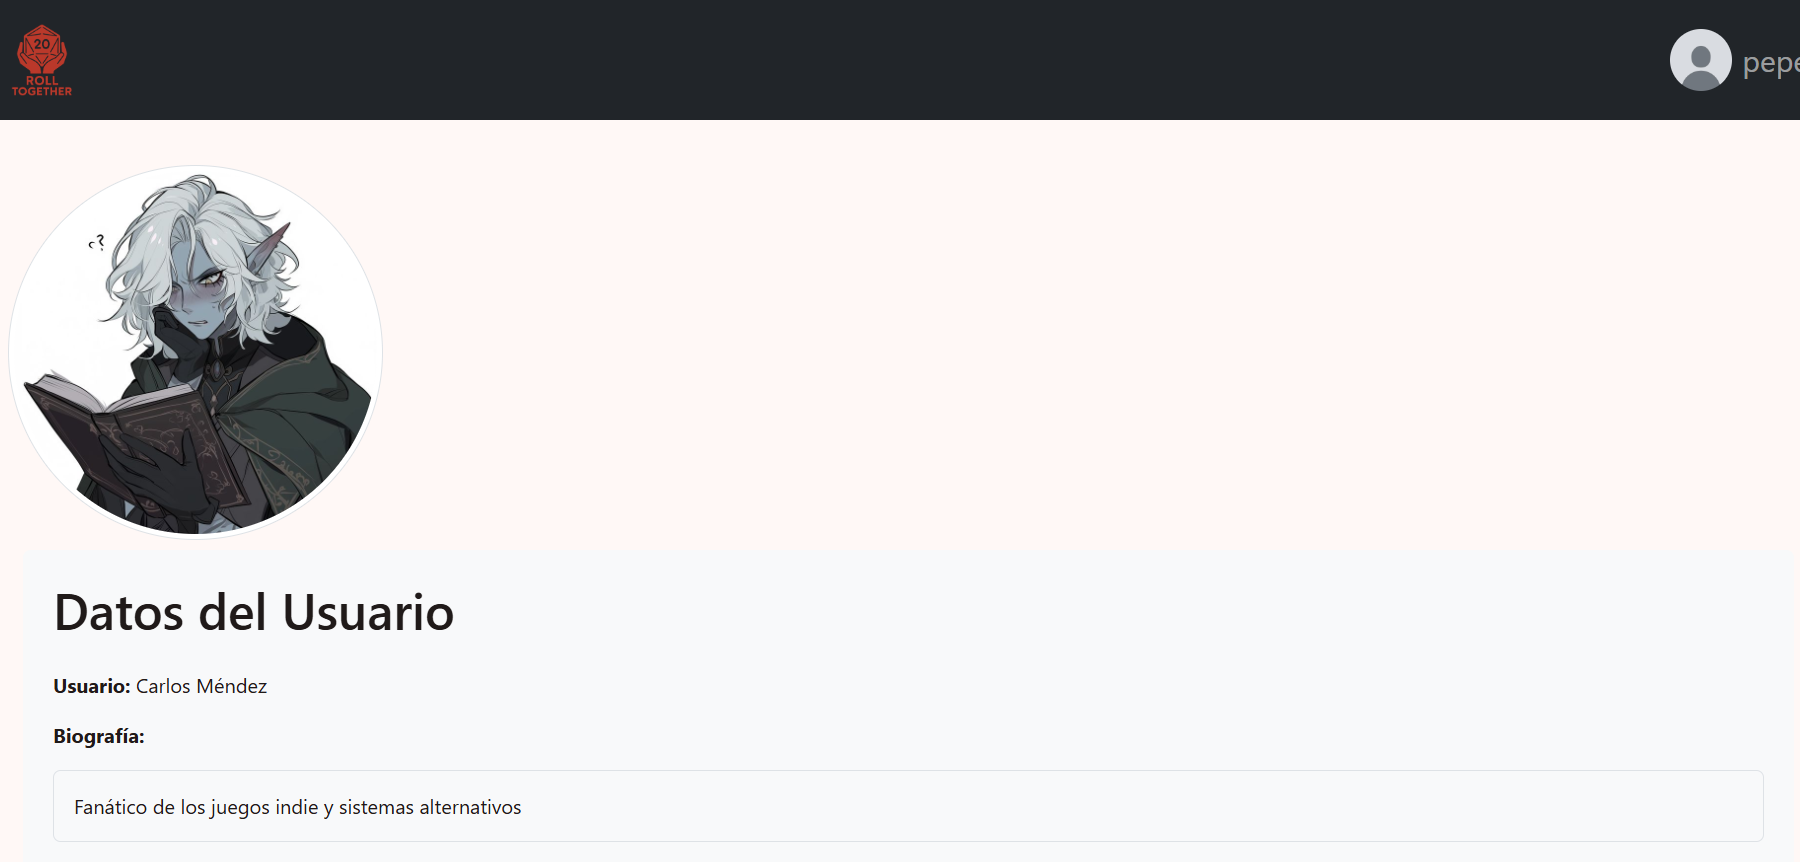 20
ROLL
TOGETHER
pepe
?
Datos del Usuario
Usuario: Carlos Méndez
Biografía:
Fanático de los juegos indie y sistemas alternativos